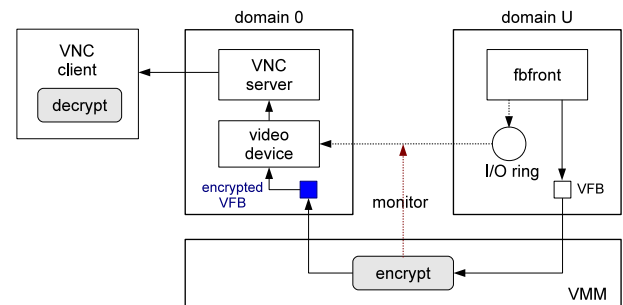 domain 0
domain U
VNC
client
decrypt
VNC
server
video
device
encrypted
VFB
fbfront
I/O ring
VFB
monitor
encrypt
VMM